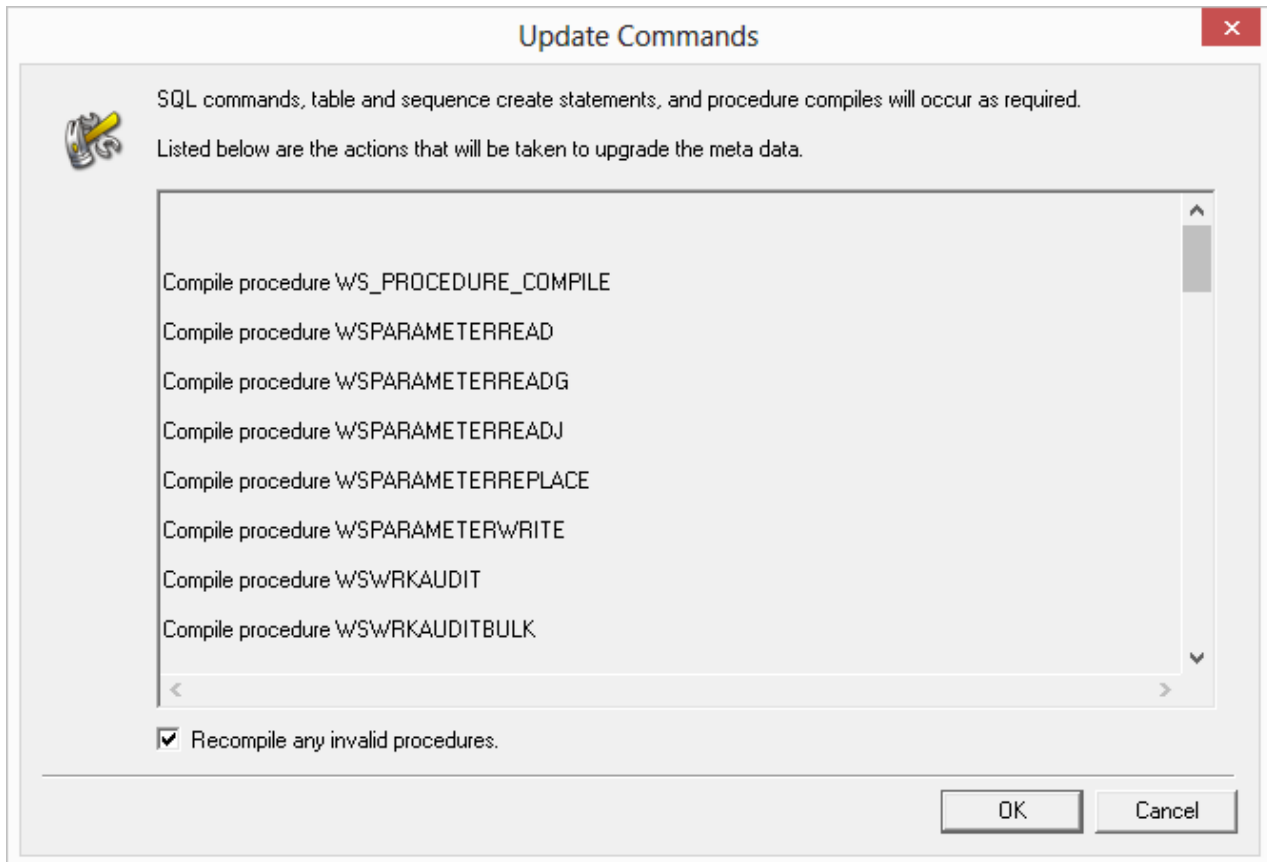 Update Commands
SQL commands, table and sequence create statements, and procedure compiles will occur as required.
Listed below are the actions that will be taken to upgrade the meta data.
Compile procedure WS_PROCEDURE_COMPILE
Compile procedure WSPARAMETERREAD
Compile procedure WSPARAMETERREADG
Compile procedure WSPARAMETERREADJ
Compile procedure WSPARAMETERREPLACE
Compile procedure WSPARAMETERWRITE
Compile procedure WSWRKAUDIT
Compile procedure WSWRKAUDITBULK
Recompile any invalid procedures.
OK Cancel